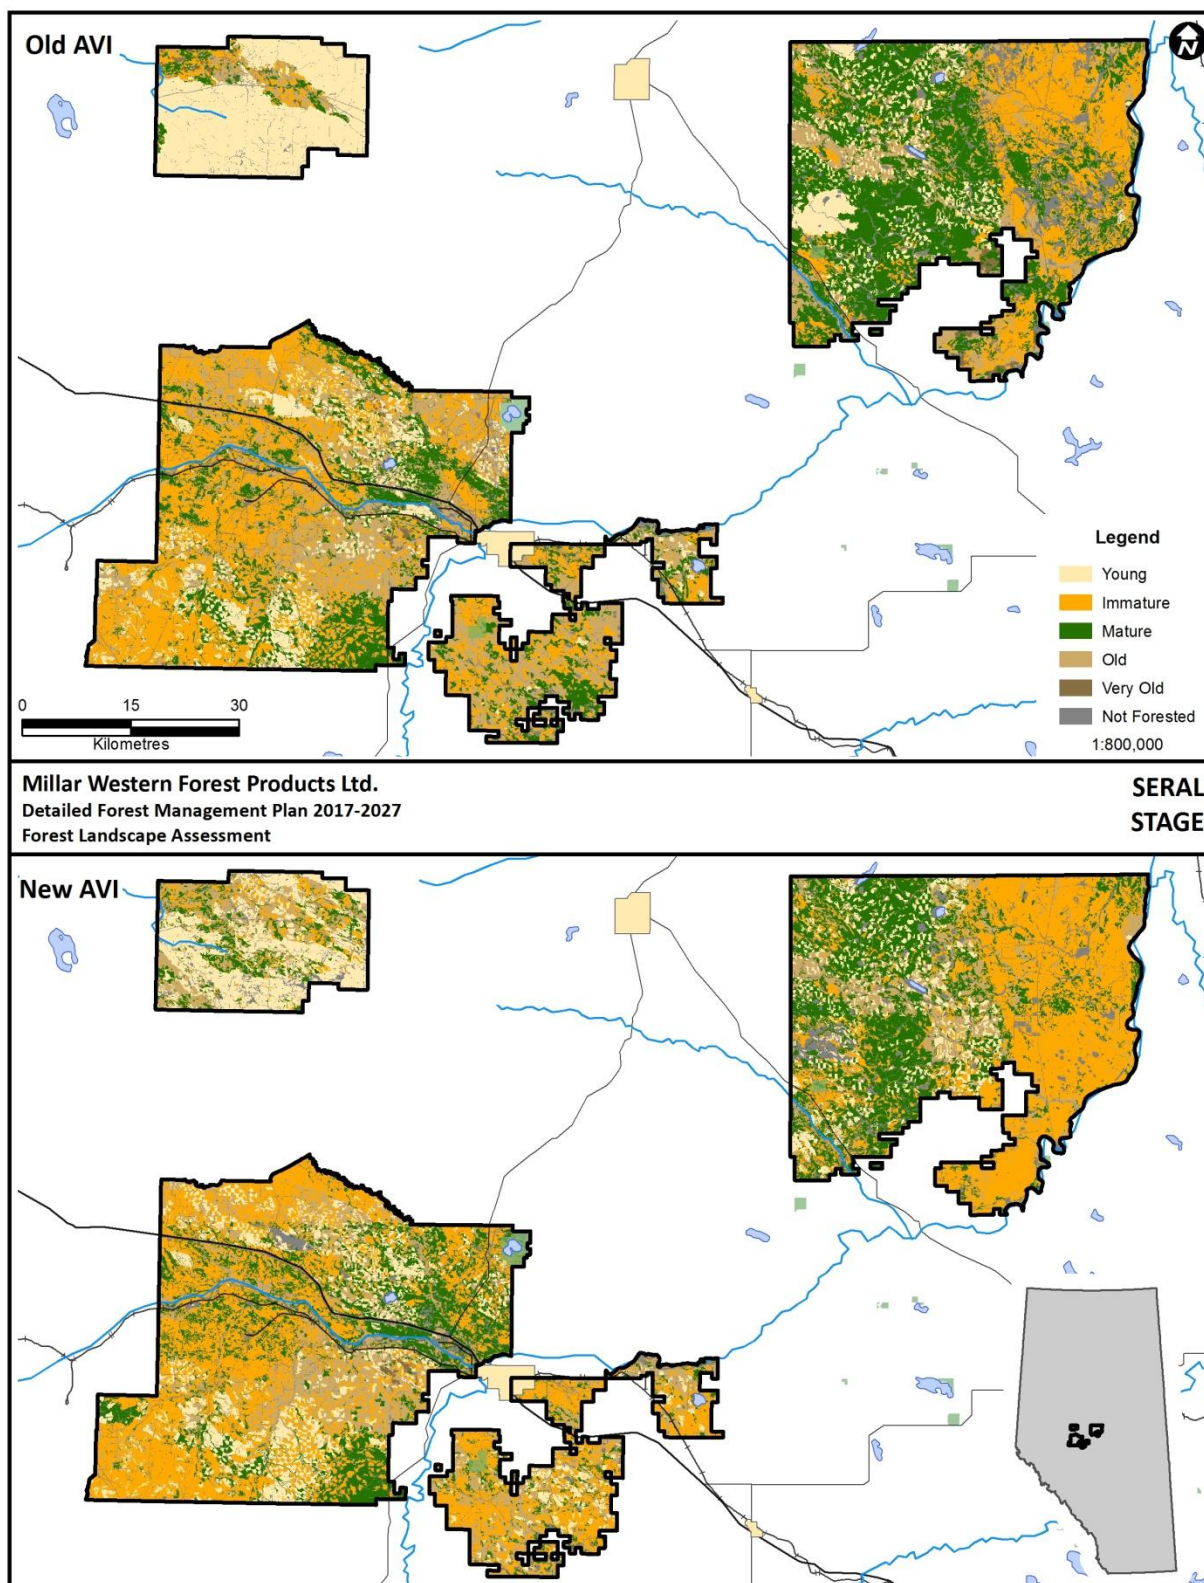 Old AVI
N
Legend
Young
Immature
Mature
Old
Very Old
Not Forested
1:800,000
0 15 30
Kilometres
Millar Western Forest Products Ltd.
Detailed Forest Management Plan 2017-2027
Forest Landscape Assessment
SERAL
STAGE
New AVI